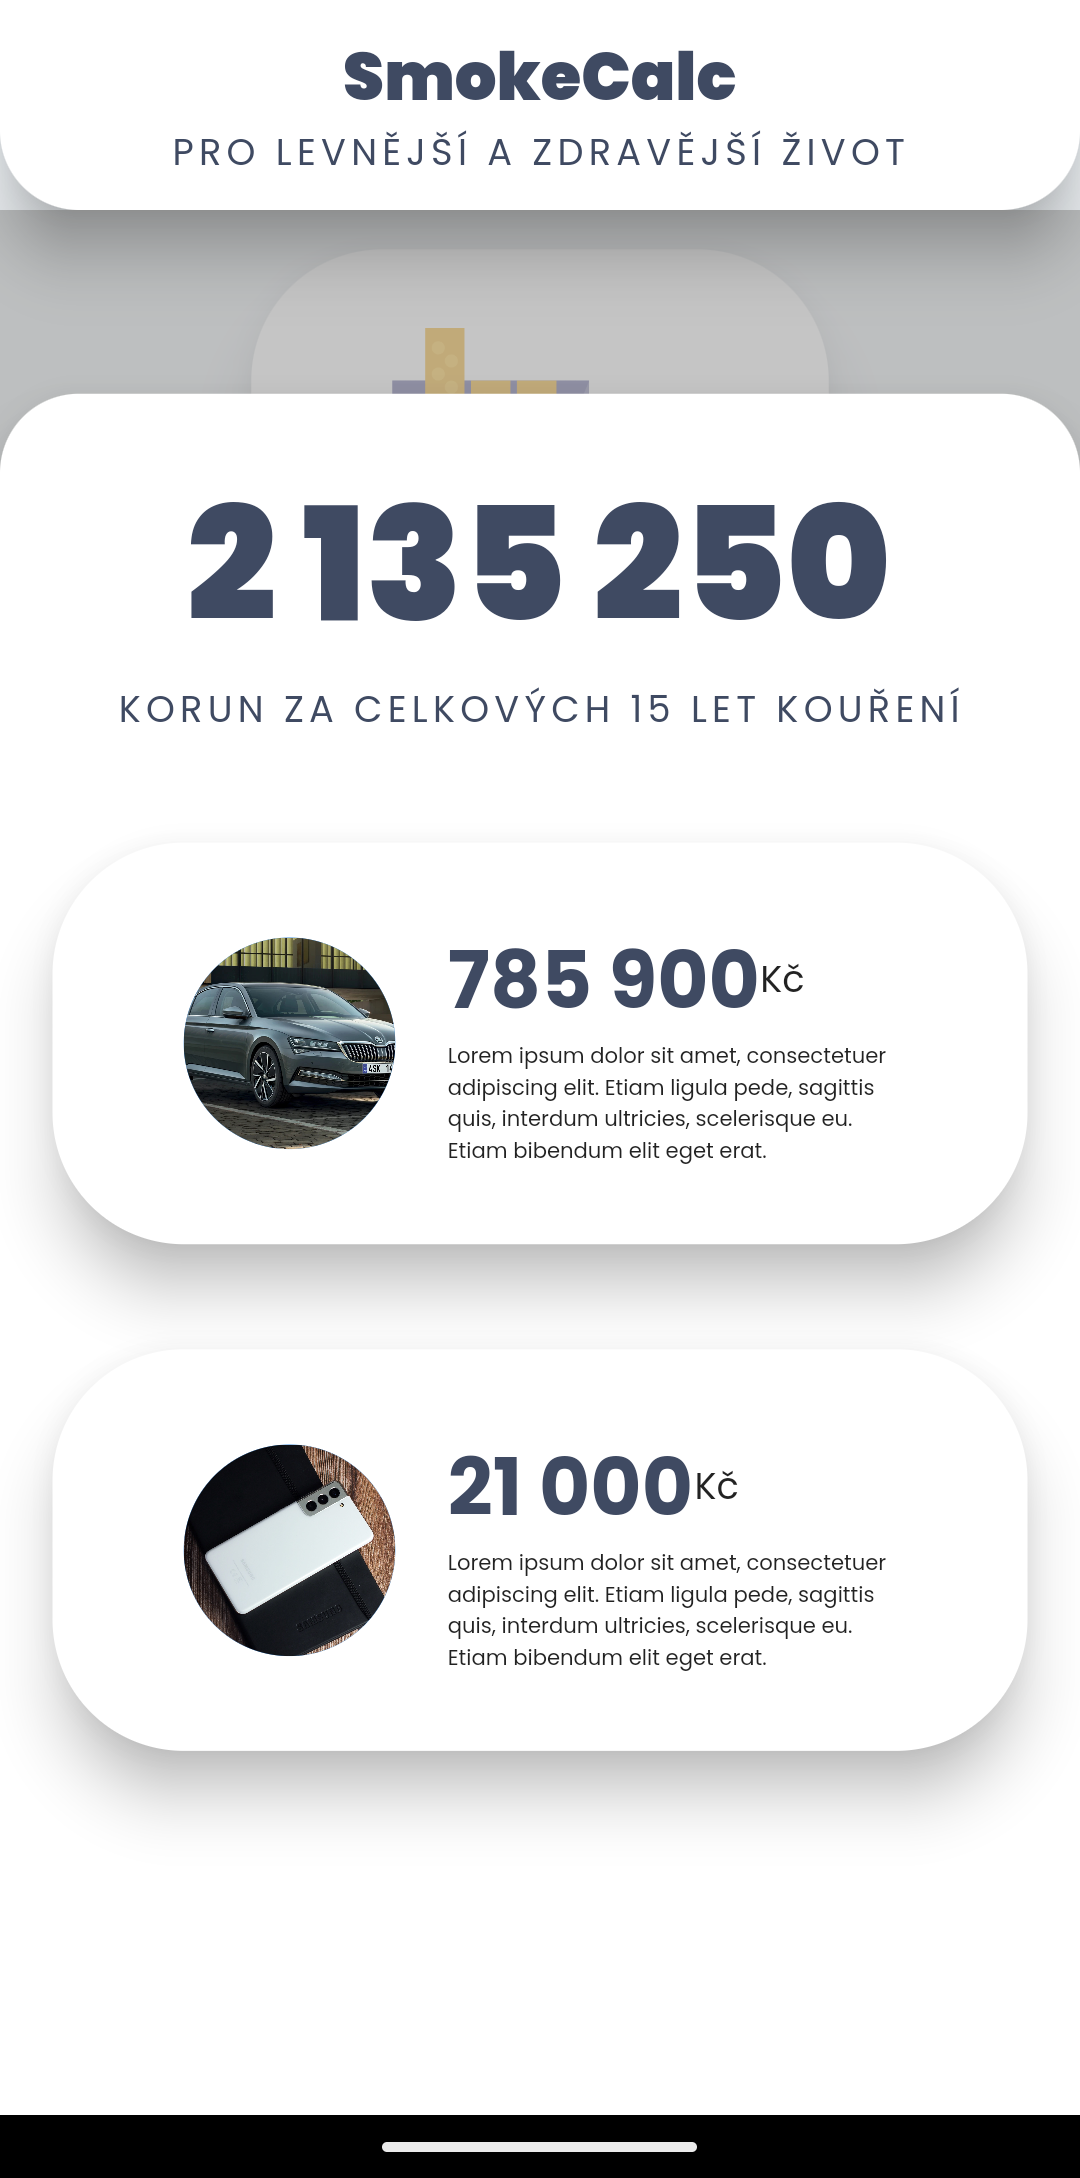 SmokeCalc
PRO LEVNĚJŠÍ A ZDRAVĚJŠÍ ŽIVOT
2 135 250
KORUN ZA CELKOVÝCH 15 LET KOUŘENÍ
785 900Kč
Lorem ipsum dolor sit amet, consectetuer
adipiscing elit. Etiam ligula pede, sagittis
quis, interdum ultricies, scelerisque eu.
Etiam bibendum elit eget erat.
21 000Kč
Lorem ipsum dolor sit amet, consectetuer
adipiscing elit. Etiam ligula pede, sagittis
quis, interdum ultricies, scelerisque eu.
Etiam bibendum elit eget erat.